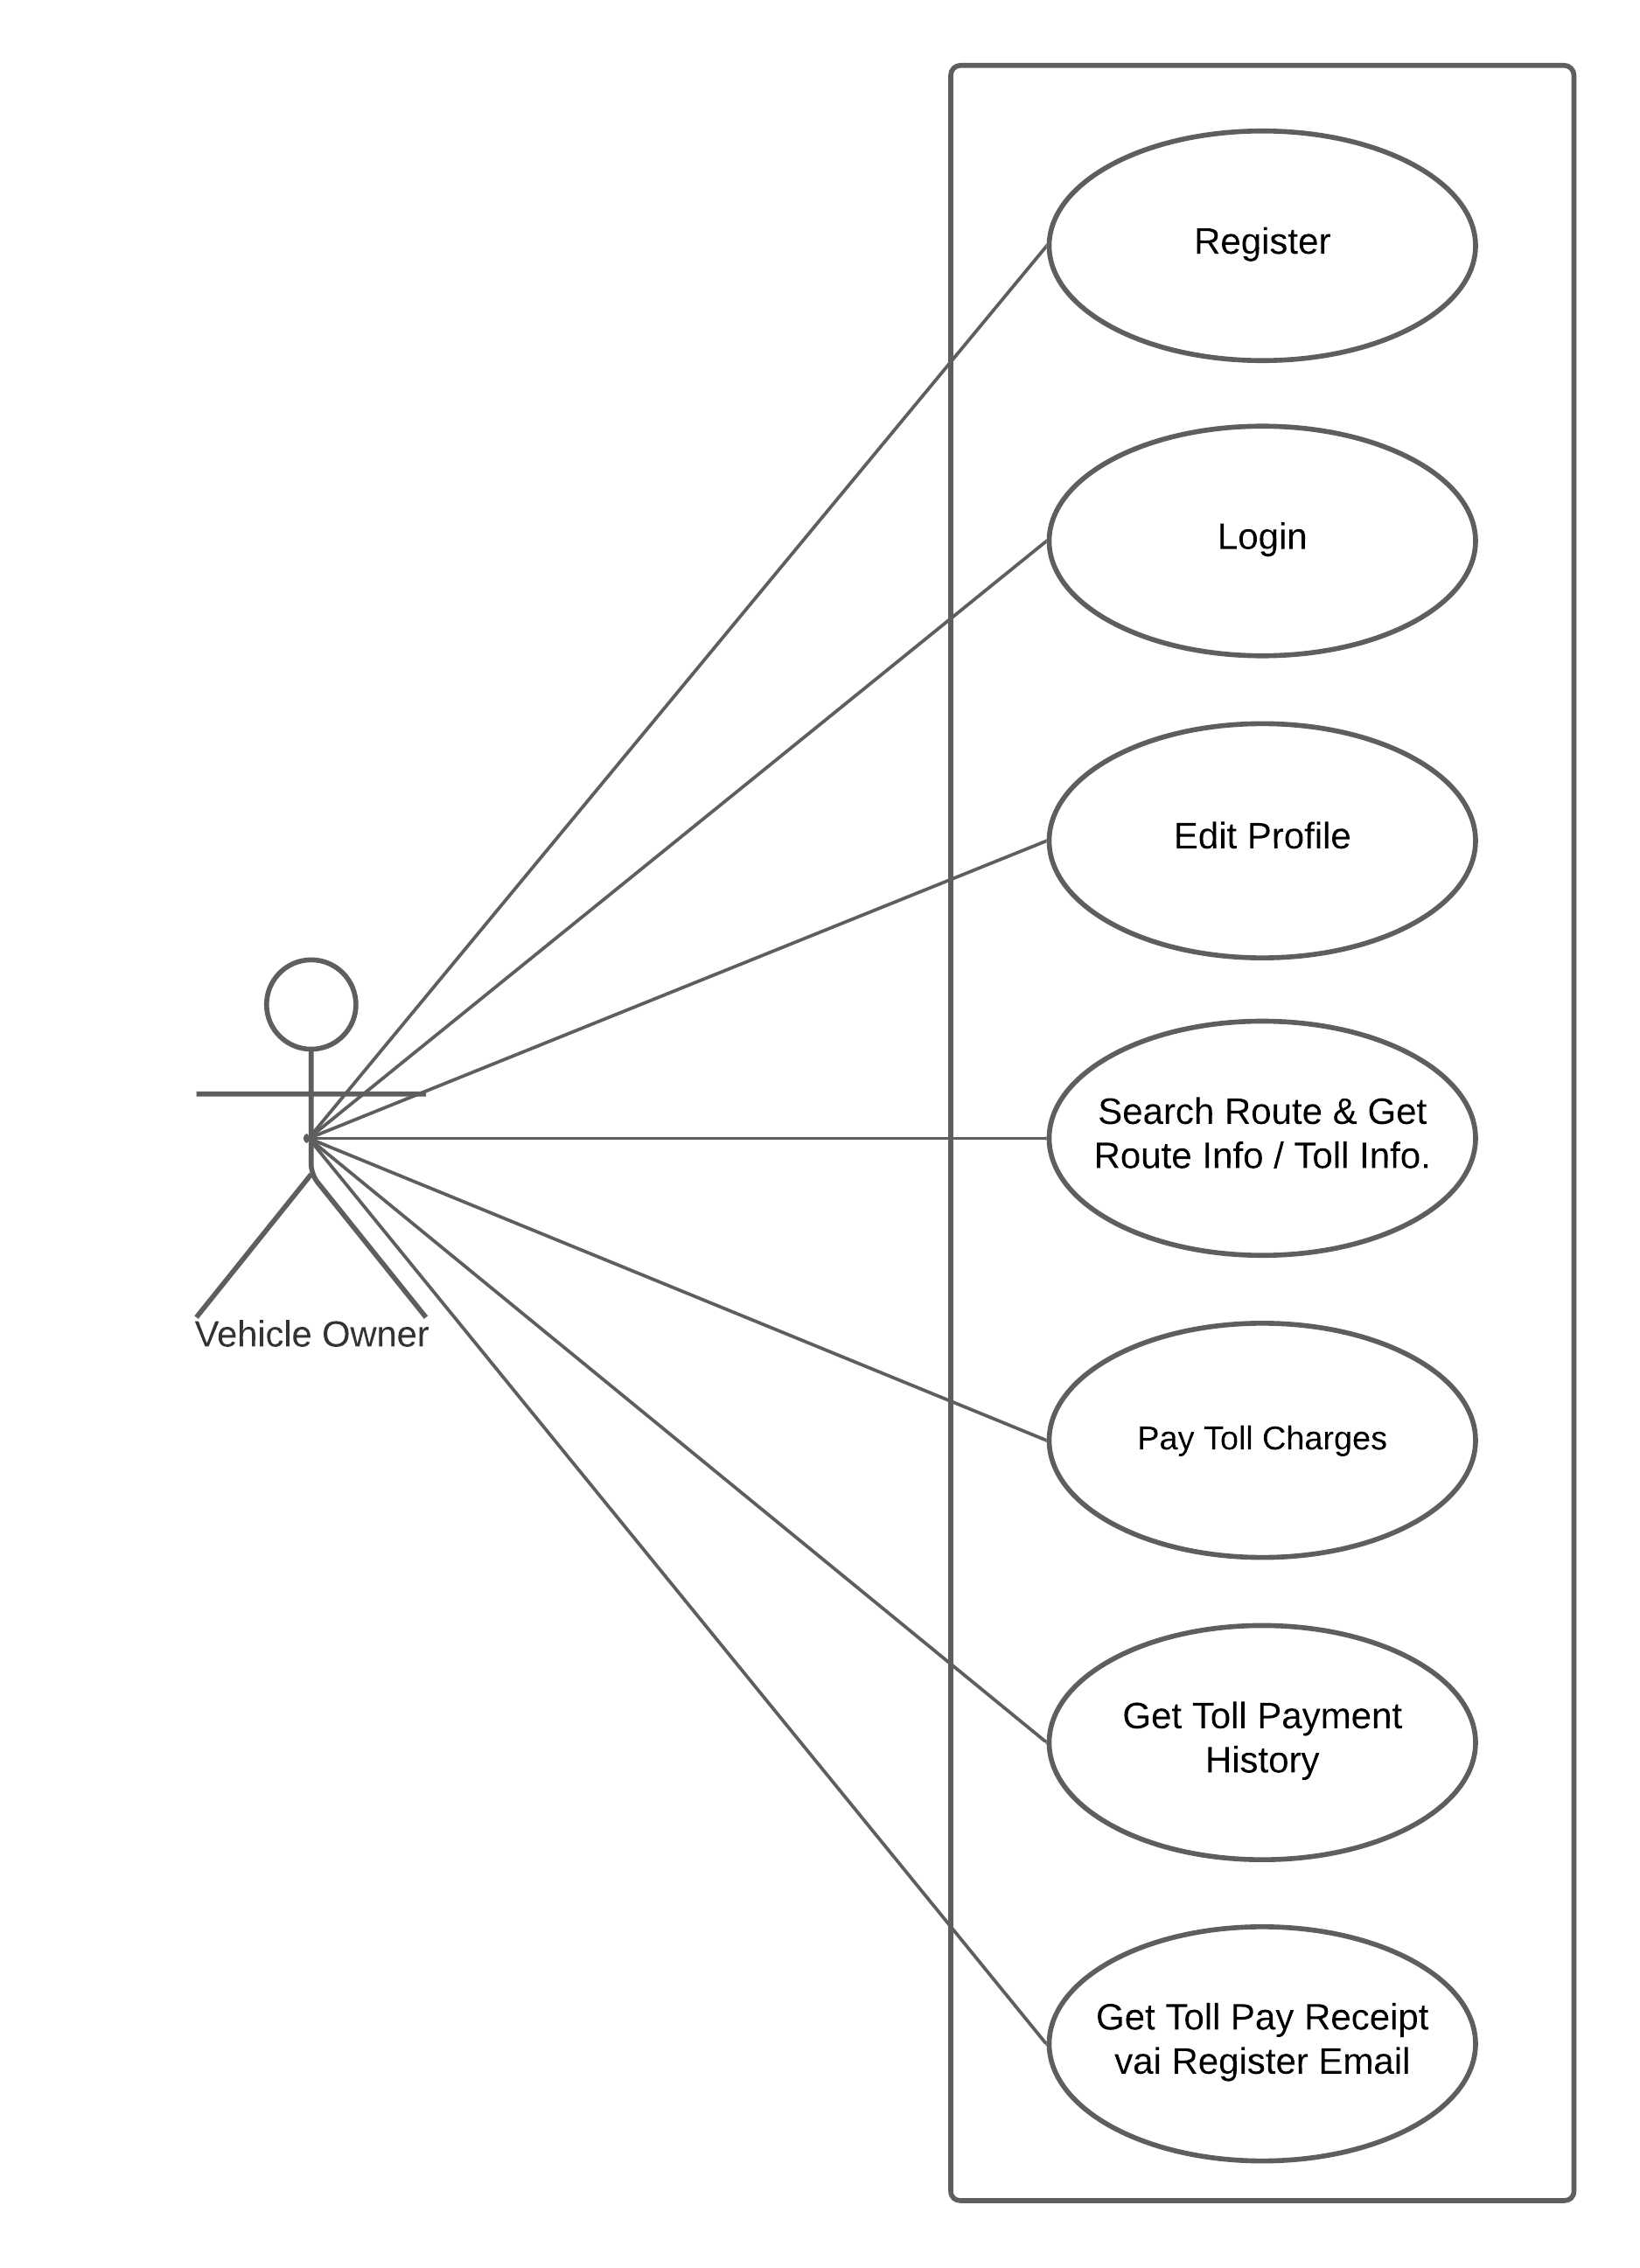 Register
Login
Edit Profile
Search Route & Get
Route Info / Toll Info.
Vehicle Owner
Pay Toll Charges
Get Toll Payment
History
Get Toll Pay Receipt
vai Register Email